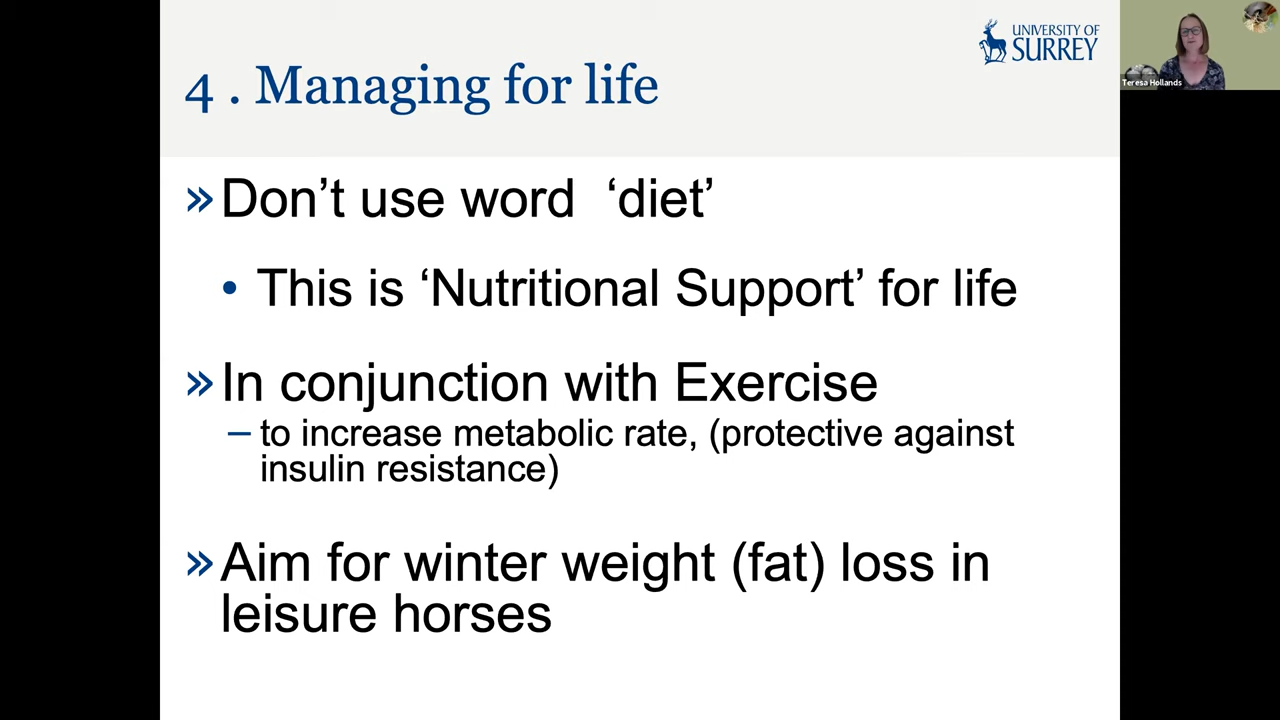 4 . Managing for life
UNIVERSITY OF
SURREY
Teresa Hollands
» Don’t use word ‘diet’
• This is ‘Nutritional Support’ for life
» In conjunction with Exercise
– to increase metabolic rate, (protective against
insulin resistance)
» Aim for winter weight (fat) loss in
leisure horses